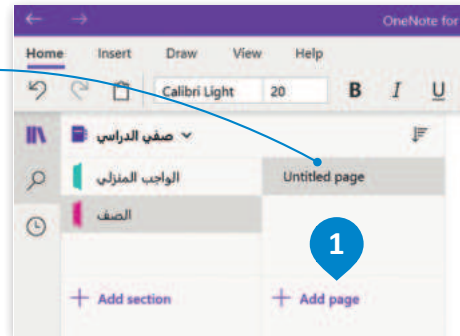 OneNote for
Home Insert Draw View Help
Calibri Light 20 B I U
صفي الدراسي
الواجب المنزلي Untitled page
الصف
1
+ Add section + Add page